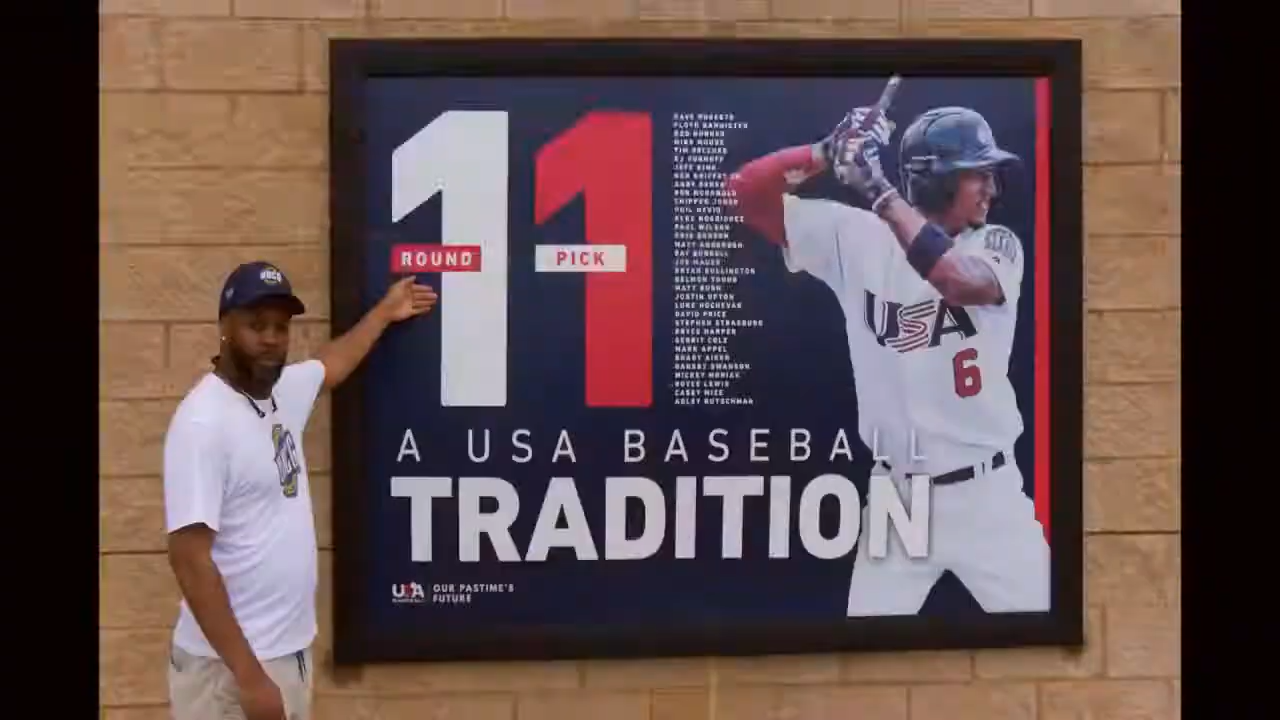 1 1
ROUND PICK
DAVE ROBERTS
FLOYD BANNISTER
BOB HORNER
MIKE MOORE
TIM BELCHER
BJ SURHOFF
JEFF KING
KEN GRIFFEY JR
ANDY BENES
BEN MCDONALD
CHIPPER JONES
PHIL NEVIN
ALEX RODRIGUEZ
PAUL WILSON
KRIS BENSON
MATT ANDERSON
PAT BURRELL
JOE MAUER
BRYAN BULLINGTON
DELMON YOUNG
MATT BUSH
JUSTIN UPTON
LUKE HOCHEVAR
DAVID PRICE
STEPHEN STRASBURG
BRYCE HARPER
GERRIT COLE
MARK APPEL
BRADY AIKEN
DANSBY SWANSON
MICKEY MONIAK
ROYCE LEWIS
CASEY MIZE
ADLEY RUTSCHMAN
USA
6
A USA BASEBALL
TRADITION
USA
OUR PASTIME'S
FUTURE